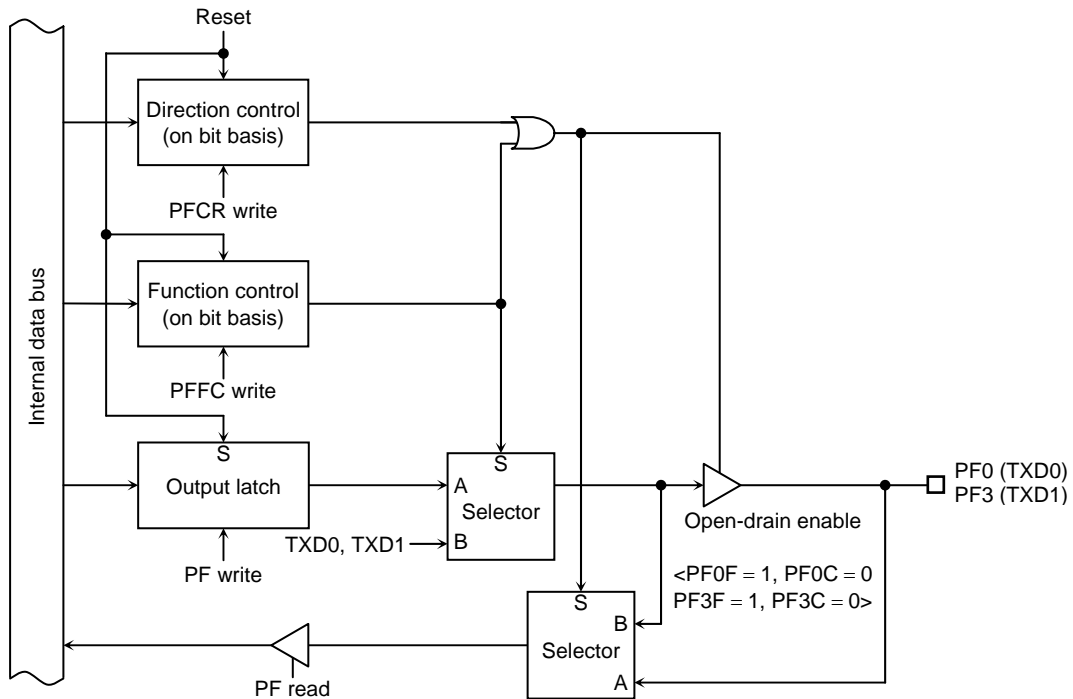 Reset
Internal data bus
Direction control
(on bit basis)
PFCR write
Function control
(on bit basis)
PFFC write
S
Output latch
PF write
S
A
Selector
B
TXD0, TXD1
PF0 (TXD0)
PF3 (TXD1)
Open-drain enable
<PF0F = 1, PF0C = 0
PF3F = 1, PF3C = 0>
S
B
Selector
A
PF read